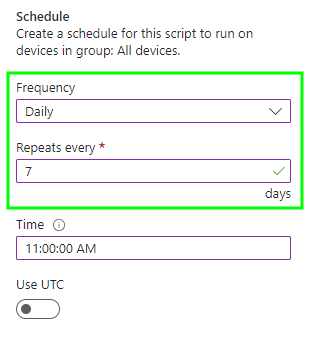 Schedule
Create a schedule for this script to run on
devices in group: All devices.
Frequency
Daily
Repeats every *
7
days
Time
11:00:00 AM
Use UTC